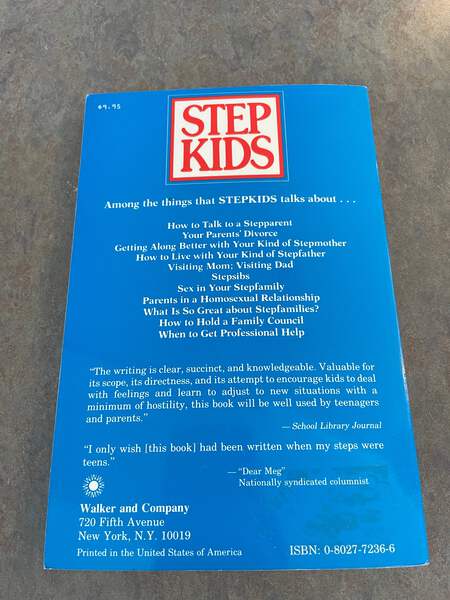 $9.95
STEP
KIDS
Among the things that STEPKIDS talks about . . .
How to Talk to a Stepparent
Your Parents' Divorce
Getting Along Better with Your Kind of Stepmother
How to Live with Your Kind of Stepfather
Visiting Mom; Visiting Dad
Stepsibs
Sex in Your Stepfamily
Parents in a Homosexual Relationship
What Is So Great about Stepfamilies?
How to Hold a Family Council
When to Get Professional Help
"The writing is clear, succinct, and knowledgeable. Valuable for
its scope, its directness, and its attempt to encourage kids to deal
with feelings and learn to adjust to new situations with a
minimum of hostility, this book will be well used by teenagers
and parents."
— School Library Journal
"I only wish [this book] had been written when my steps were
teens."
— "Dear Meg"
Nationally syndicated columnist
Walker and Company
720 Fifth Avenue
New York, N.Y. 10019
Printed in the United States of America
ISBN: 0-8027-7236-6